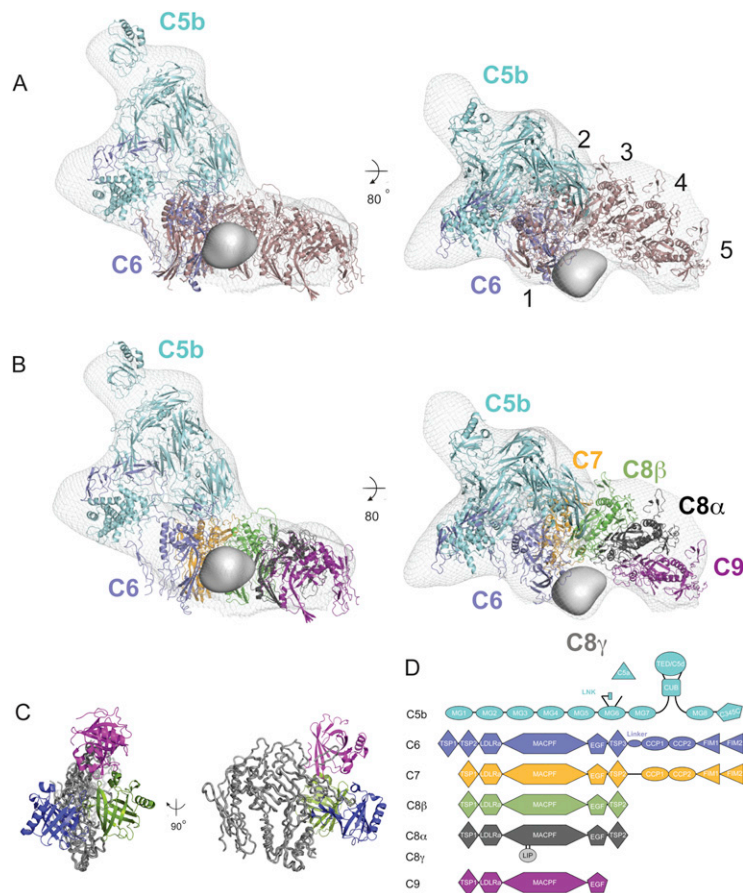 A
C5b
C6
80 °
C5b
C6
1
2
3
4
5
B
C5b
C6
80
C5b
C7
C8β
C8α
C9
C6
C8γ
C
90°
D
TED/C5d
C5a
CUB
LNK
C5b MG1 MG2 MG3 MG4 MG5 MG6 MG7 MG8 C345C
Linker
C6 TSP1 TSP2 LDLRa MACPF EGF TSP3 CCP1 CCP2 FIM1 FIM2
C7 TSP1 LDLRa MACPF EGF TSP2 CCP1 CCP2 FIM1 FIM2
C8β TSP1 LDLRa MACPF EGF TSP2
C8α TSP1 LDLRa MACPF EGF TSP2
C8γ LIP
C9 TSP1 LDLRa MACPF EGF